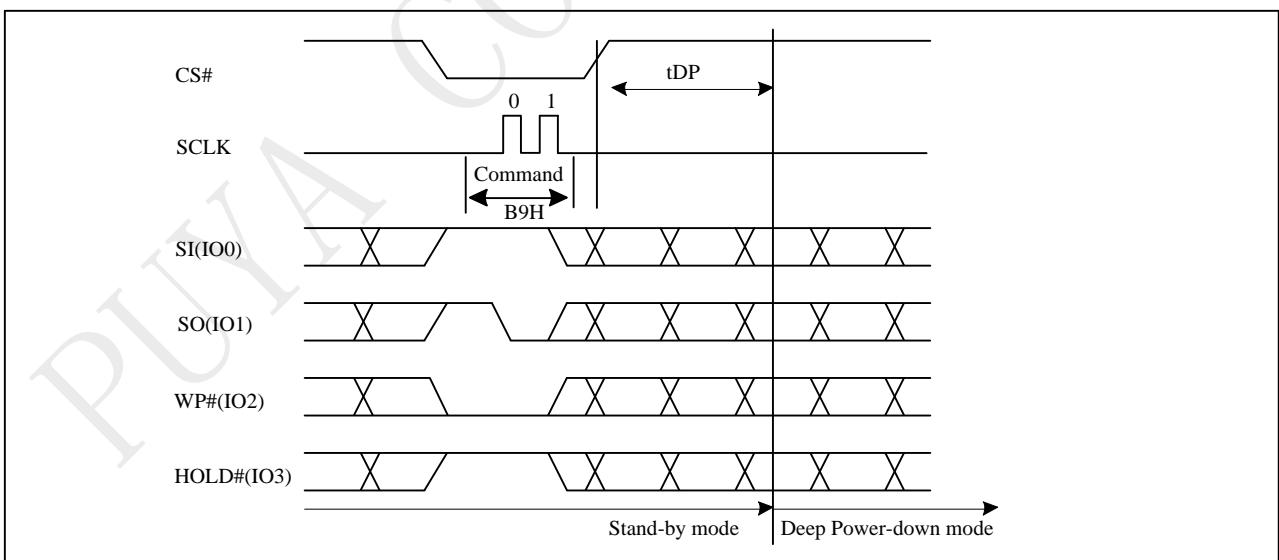 CS#
tDP
0 1
SCLK
Command
B9H
SI(IO0)
SO(IO1)
WP#(IO2)
HOLD#(IO3)
Stand-by mode Deep Power-down mode
PUYA